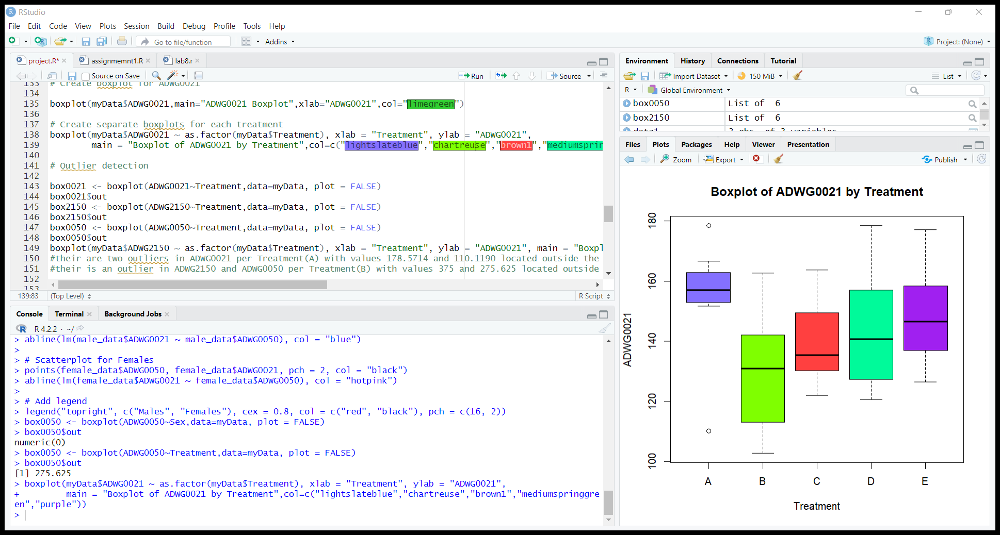 RStudio
File Edit Code View Plots Session Build Debug Profile Tools Help
Go to file/function Addins Project: (None)
project.R* assignmemnt1.R lab8.r
Source on Save Run Source
133 # Create boxplot for ADWG0021
134
135 boxplot(myData$ADWG0021,main="ADWG0021 Boxplot",xlab="ADWG0021",col="limegreen")
136
137 # Create separate boxplots for each treatment
138 boxplot(myData$ADWG0021 ~ as.factor(myData$Treatment), xlab = "Treatment", ylab = "ADWG0021",
139 main = "Boxplot of ADWG0021 by Treatment",col=c("lightslateblue","chartreuse","brown1","mediumsprin
140
141 # Outlier detection
142
143 box0021 <- boxplot(ADWG0021~Treatment,data=myData, plot = FALSE)
144 box0021$out
145 box2150 <- boxplot(ADWG2150~Treatment,data=myData, plot = FALSE)
146 box2150$out
147 box0050 <- boxplot(ADWG0050~Treatment,data=myData, plot = FALSE)
148 box0050$out
149 boxplot(myData$ADWG2150 ~ as.factor(myData$Treatment), xlab = "Treatment", ylab = "ADWG0021", main = "Boxpl
150 #their are two outliers in ADWG0021 per Treatment(A) with values 178.5714 and 110.1190 located outside the
151 #their is an outlier in ADWG2150 and ADWG0050 per Treatment(B) with values 375 and 275.625 located outside
152
153
139:83 (Top Level) R Script
Console Terminal Background Jobs
R 4.2.2 · ~/
> abline(lm(male_data$ADWG0021 ~ male_data$ADWG0050), col = "blue")
>
> # Scatterplot for Females
> points(female_data$ADWG0050, female_data$ADWG0021, pch = 2, col = "black")
> abline(lm(female_data$ADWG0021 ~ female_data$ADWG0050), col = "hotpink")
>
> # Add legend
> legend("topright", c("Males", "Females"), cex = 0.8, col = c("red", "black"), pch = c(16, 2))
> box0050 <- boxplot(ADWG0050~Sex,data=myData, plot = FALSE)
> box0050$out
numeric(0)
> box0050 <- boxplot(ADWG0050~Treatment,data=myData, plot = FALSE)
> box0050$out
[1] 275.625
> boxplot(myData$ADWG0021 ~ as.factor(myData$Treatment), xlab = "Treatment", ylab = "ADWG0021",
+ main = "Boxplot of ADWG0021 by Treatment",col=c("lightslateblue","chartreuse","brown1","mediumspringgre
en","purple"))
>
Environment History Connections Tutorial
Import Dataset 150 MiB List
R Global Environment
box0050 List of 6
box2150 List of 6
data1 3 obs. of 3 variables
Files Plots Packages Help Viewer Presentation
Zoom Export Publish
Boxplot of ADWG0021 by Treatment
180
160
140
120
100
ADWG0021
A B C D E
Treatment